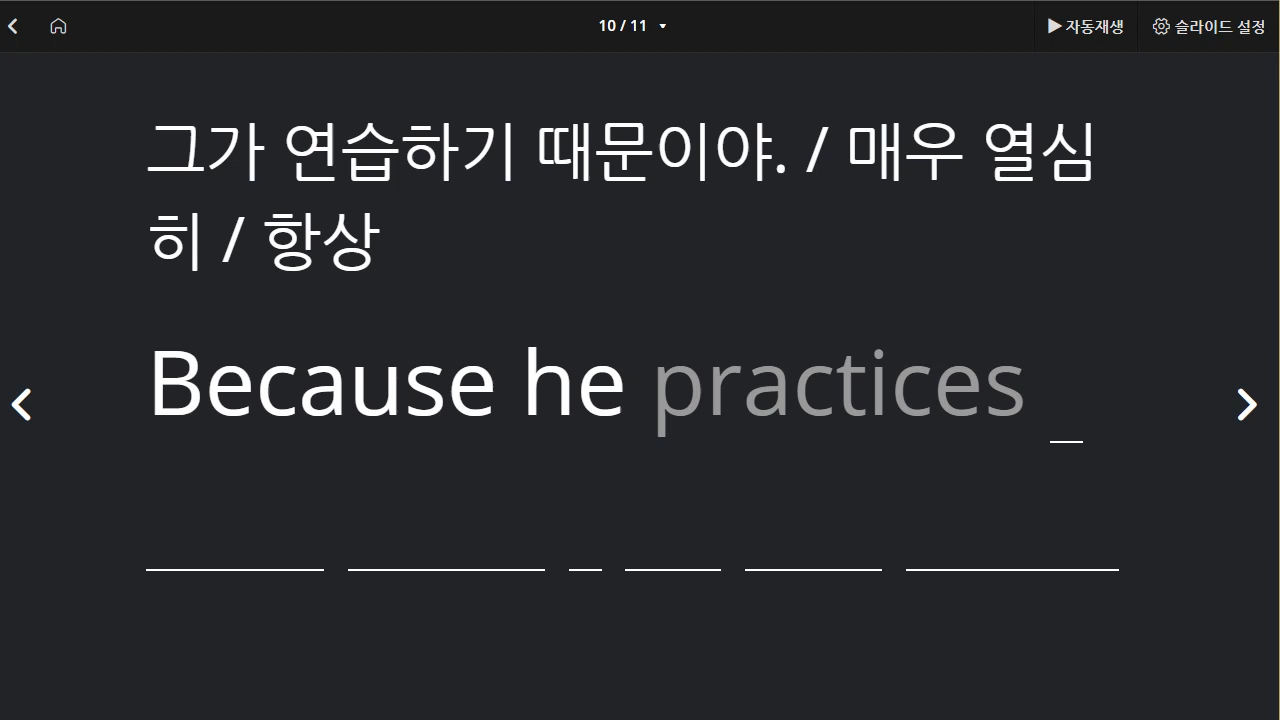 10 / 11
자동재생
슬라이드 설정
그가 연습하기 때문이야. / 매우 열심
히 / 항상
Because he practices _